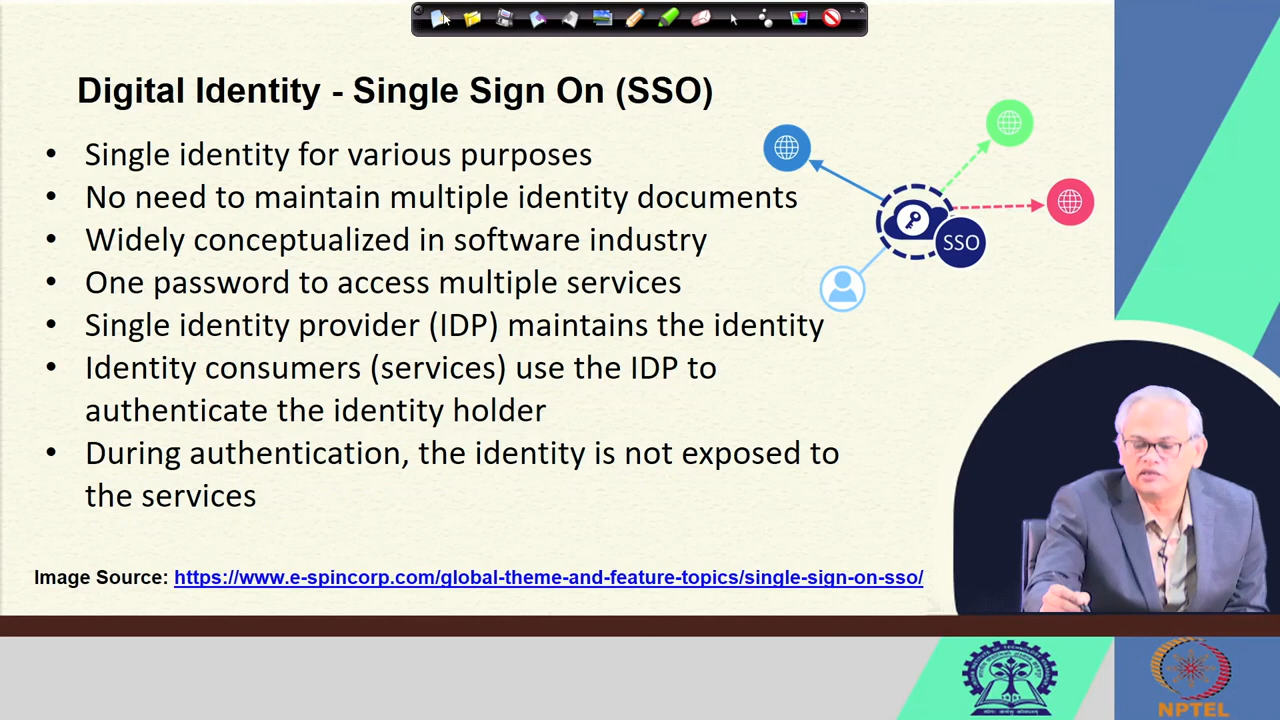 Digital Identity - Single Sign On (SSO)
• Single identity for various purposes
• No need to maintain multiple identity documents
• Widely conceptualized in software industry
• One password to access multiple services
• Single identity provider (IDP) maintains the identity
• Identity consumers (services) use the IDP to
authenticate the identity holder
• During authentication, the identity is not exposed to
the services
SSO
Image Source: https://www.e-spincorp.com/global-theme-and-feature-topics/single-sign-on-sso/
NPTEL